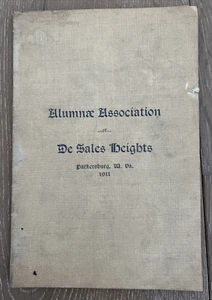 Alumnæ Association
of
De Sales Heights
Parkersburg, W. Va.
1911